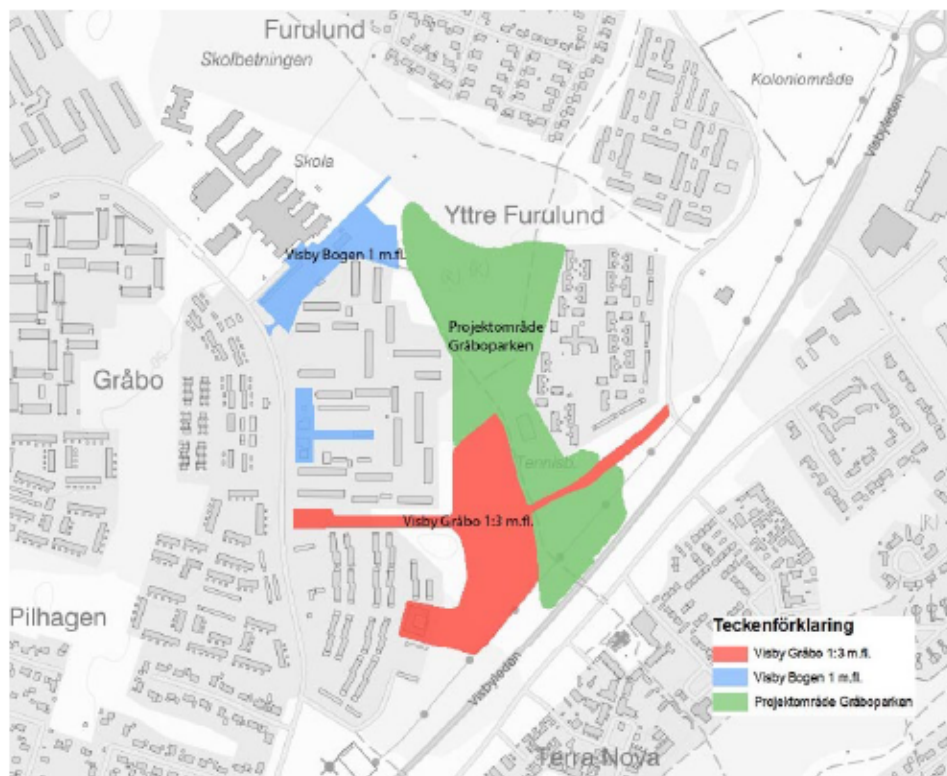 Furulund
Skolbetningen
Koloniområde
Visbyleden
Skola
Yttre Furulund
Visby Bogen 1 m.fl.
(R)
(R)
Projektområde
Gråboparken
Gråbo
Tennisb.
Visby Gråbo 1:3 m.fl.
(R)
Pilhagen
Teckenförklaring
Visby Gråbo 1:3 m.fl.
Visby Bogen 1 m.fl.
Projektområde Gråboparken
Visbyleden
Terra Nova